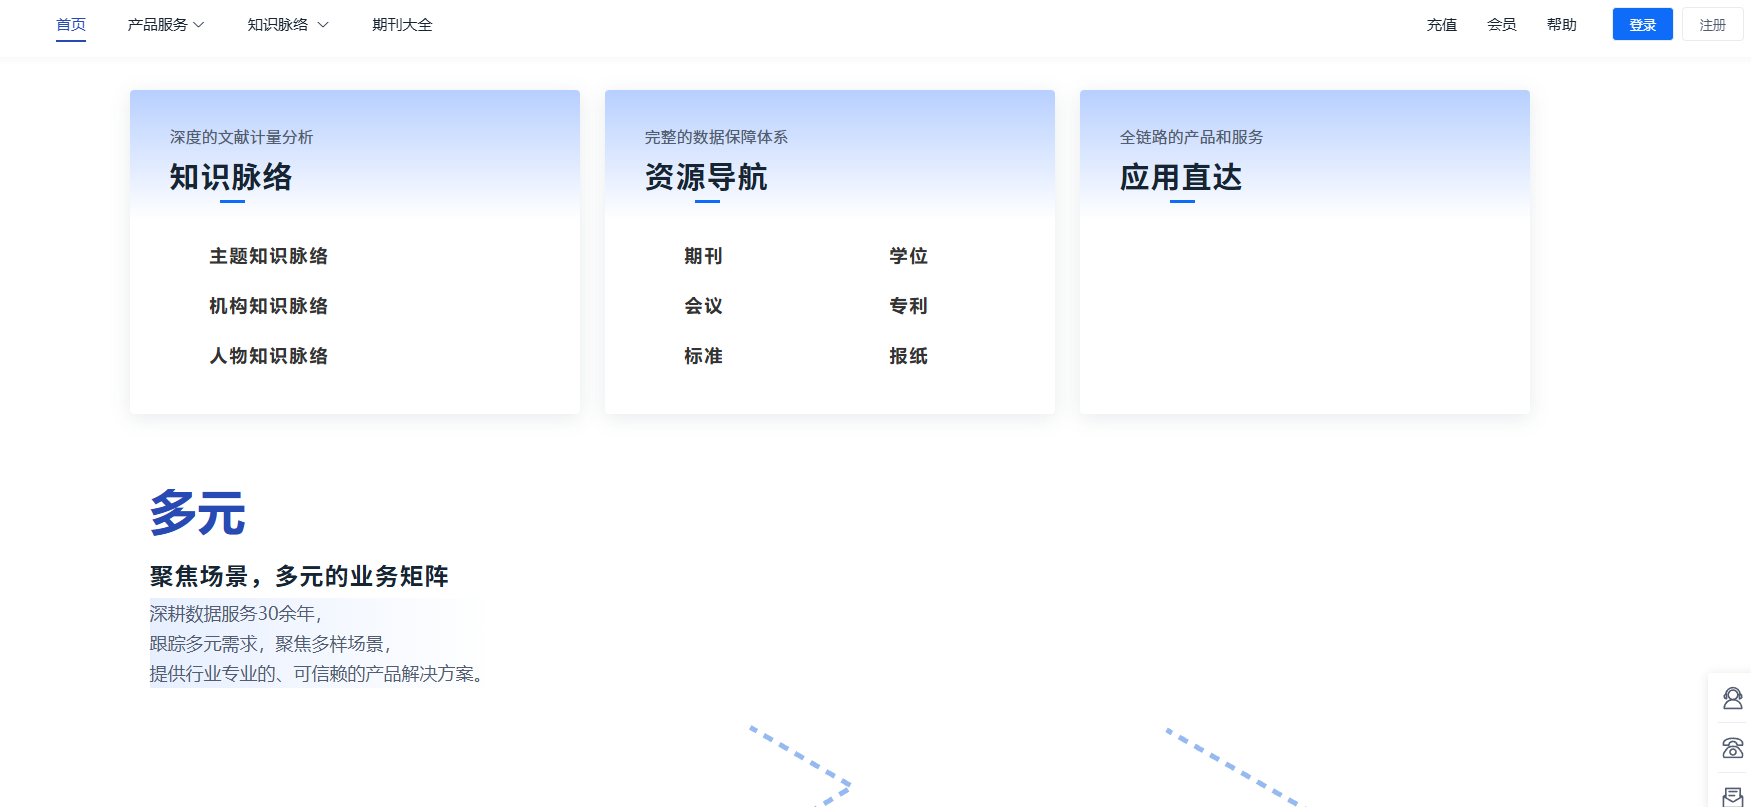 首页 产品服务 知识脉络 期刊大全 充值 会员 帮助 登录 注册
深度的文献计量分析
知识脉络
主题知识脉络
机构知识脉络
人物知识脉络
完整的数据保障体系
资源导航
期刊 学位
会议 专利
标准 报纸
全链路的产品和服务
应用直达
多元
聚焦场景，多元的业务矩阵
深耕数据服务30余年，
跟踪多元需求，聚焦多样场景，
提供行业专业的、可信赖的产品解决方案。